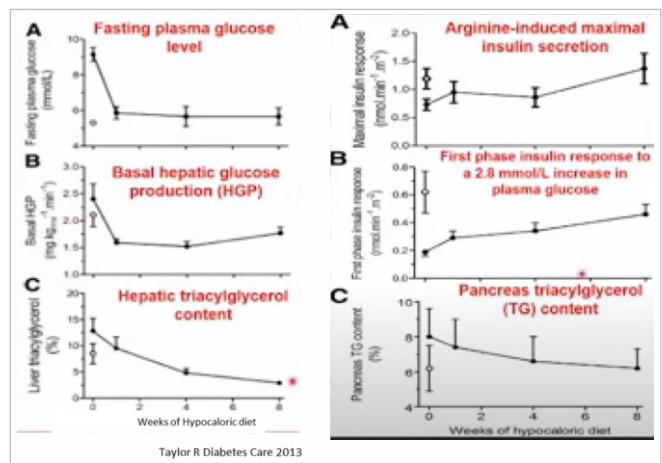 A
Fasting plasma glucose
level
Fasting plasma glucose
(mmol/L)
10
8
6
4
B
Basal hepatic glucose
production (HGP)
Basal HGP
3.0
2.5
2.0
1.5
1.0
C
Hepatic triacylglycerol
content
Liver triacylglycerol
(%)
20
15
10
5
0
0 2 4 6 8
Weeks of Hypocaloric diet
Taylor R Diabetes Care 2013
A
Arginine-induced maximal
insulin secretion
Maximal insulin response
(nmol.min-1.m-2)
2.0
1.5
1.0
0.5
0.0
B
First phase insulin response to
a 2.8 mmol/L increase in
plasma glucose
First phase insulin response
(nmol.min-1.m-2)
0.8
0.6
0.4
0.2
0.0
C
Pancreas triacylglycerol
(TG) content
Pancreas TG content
(%)
10
8
6
4
0 2 4 6 8
Weeks of hypocaloric diet